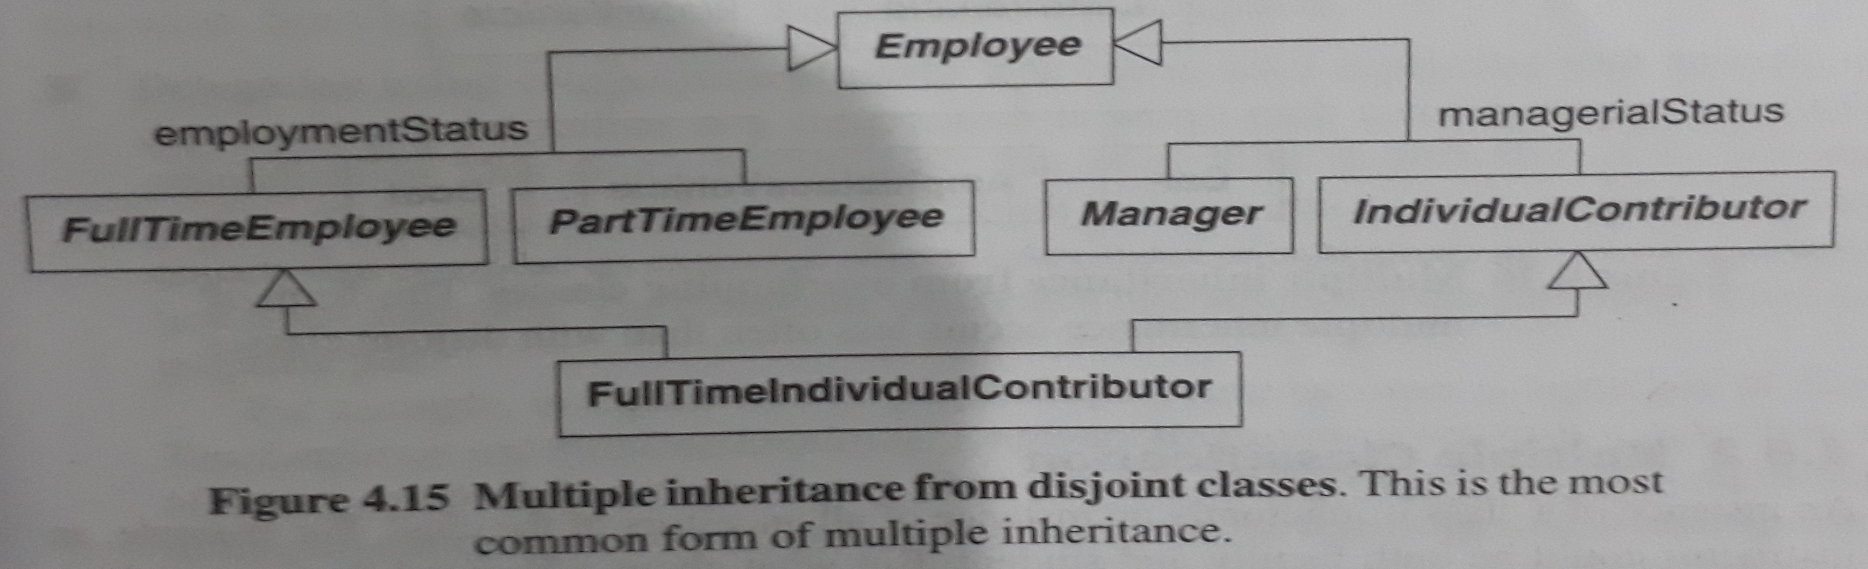 Employee
employmentStatus
managerialStatus
FullTimeEmployee
PartTimeEmployee
Manager
IndividualContributor
FullTimeIndividualContributor
Figure 4.15 Multiple inheritance from disjoint classes. This is the most
common form of multiple inheritance.